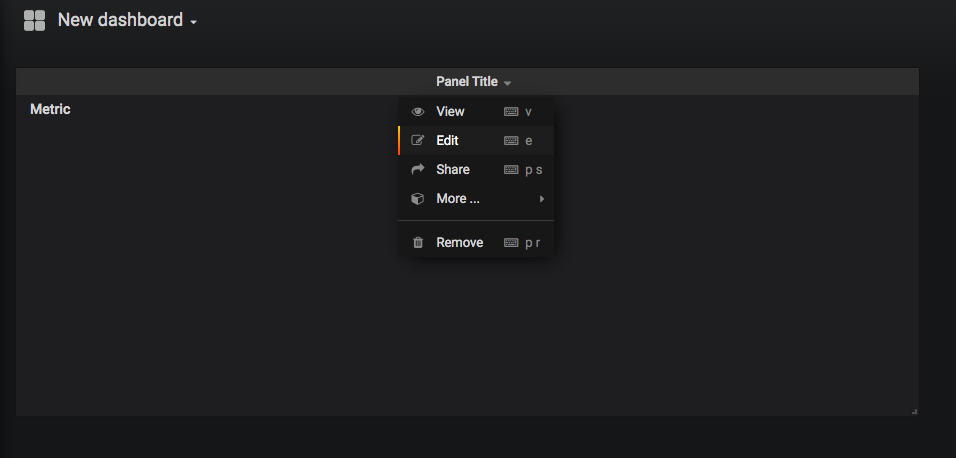 New dashboard
Panel Title
Metric
View v
Edit e
Share p s
More ...
Remove p r